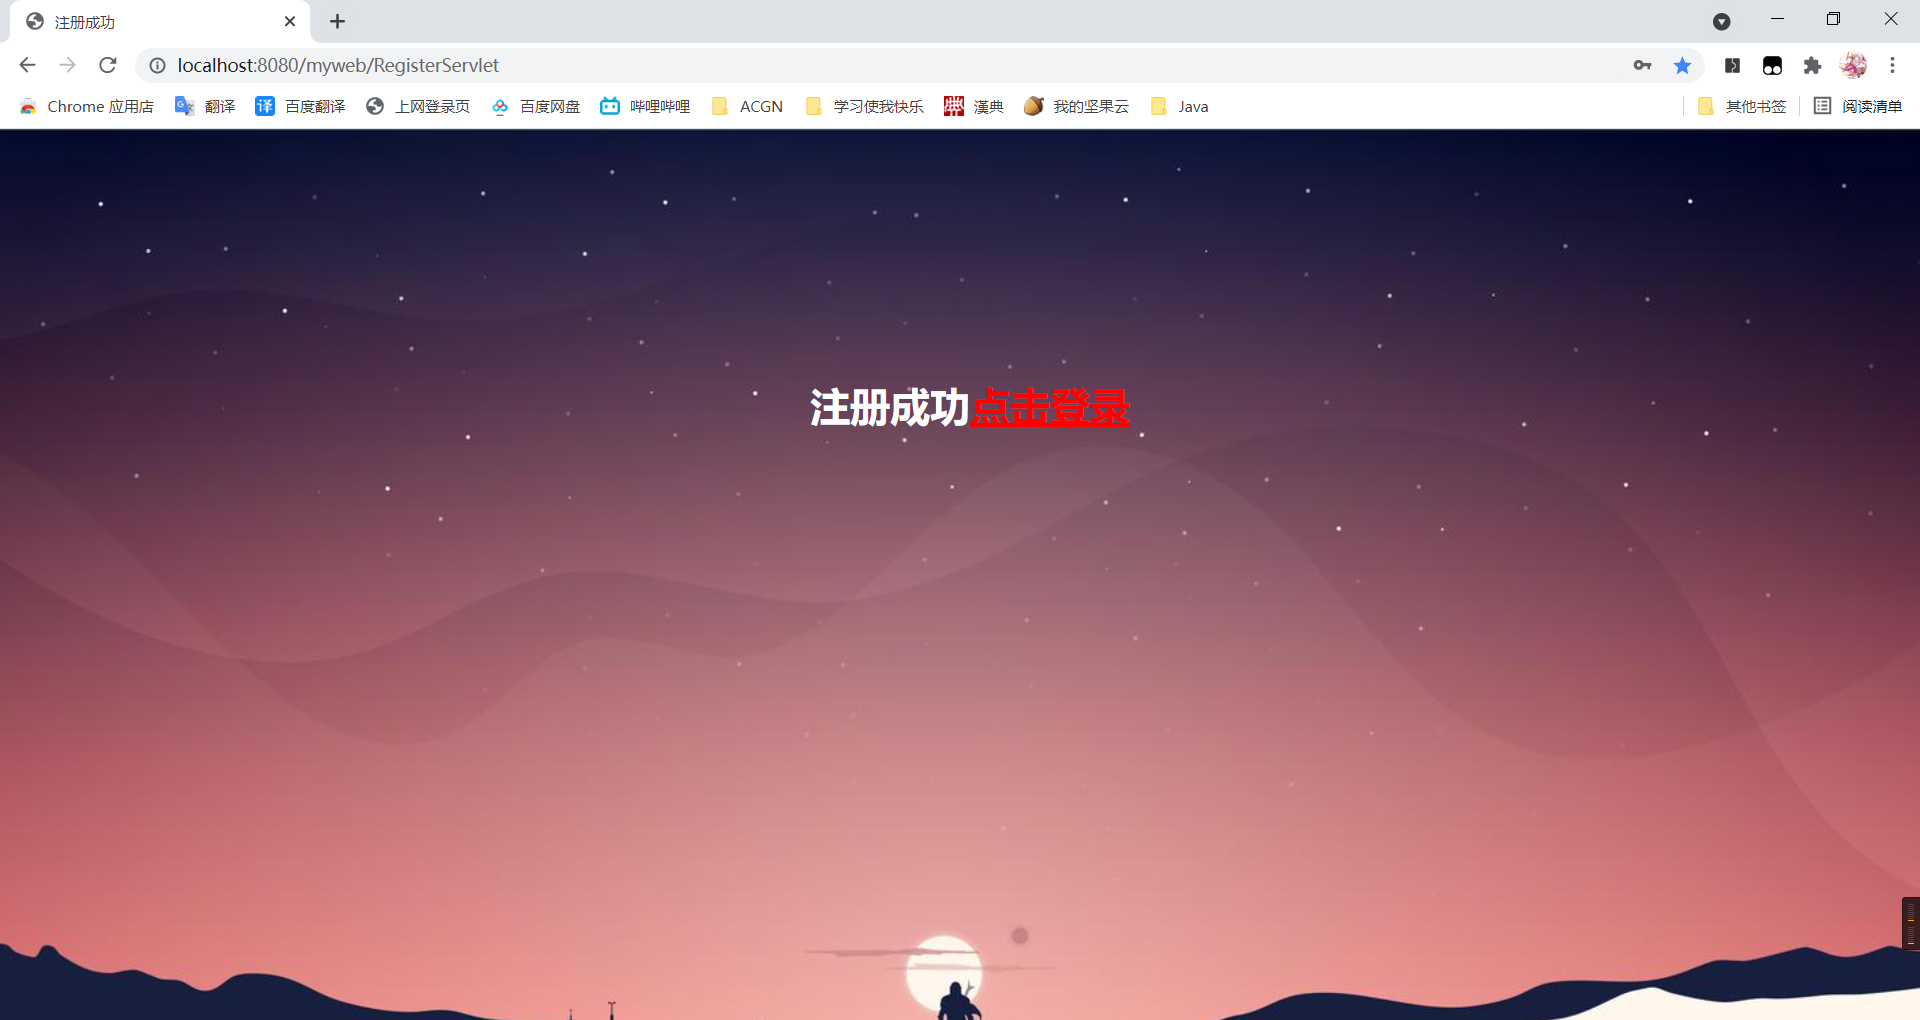 注册成功
localhost:8080/myweb/RegisterServlet
Chrome 应用店 翻译 译 百度翻译 上网登录页 百度网盘 哔哩哔哩 ACGN 学习使我快乐 漢典 我的坚果云 Java 其他书签 阅读清单
注册成功点击登录